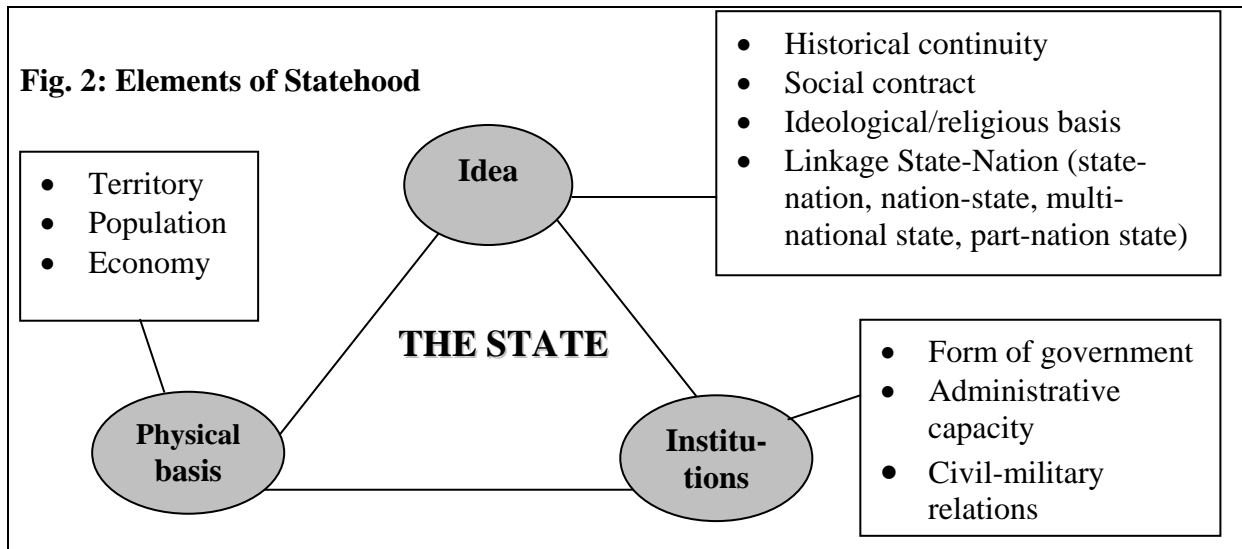 Fig. 2: Elements of Statehood
• Historical continuity
• Social contract
• Ideological/religious basis
• Linkage State-Nation (state-
nation, nation-state, multi-
national state, part-nation state)
Idea
• Territory
• Population
• Economy
THE STATE
• Form of government
• Administrative
capacity
• Civil-military
relations
Physical
basis
Institu-
tions